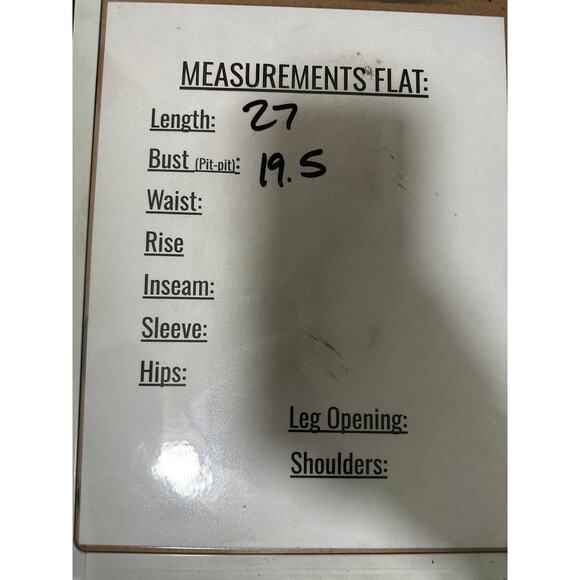 MEASUREMENTS FLAT:
Length: 27
Bust (Pit-pit): 19.5
Waist:
Rise
Inseam:
Sleeve:
Hips:
Leg Opening:
Shoulders: